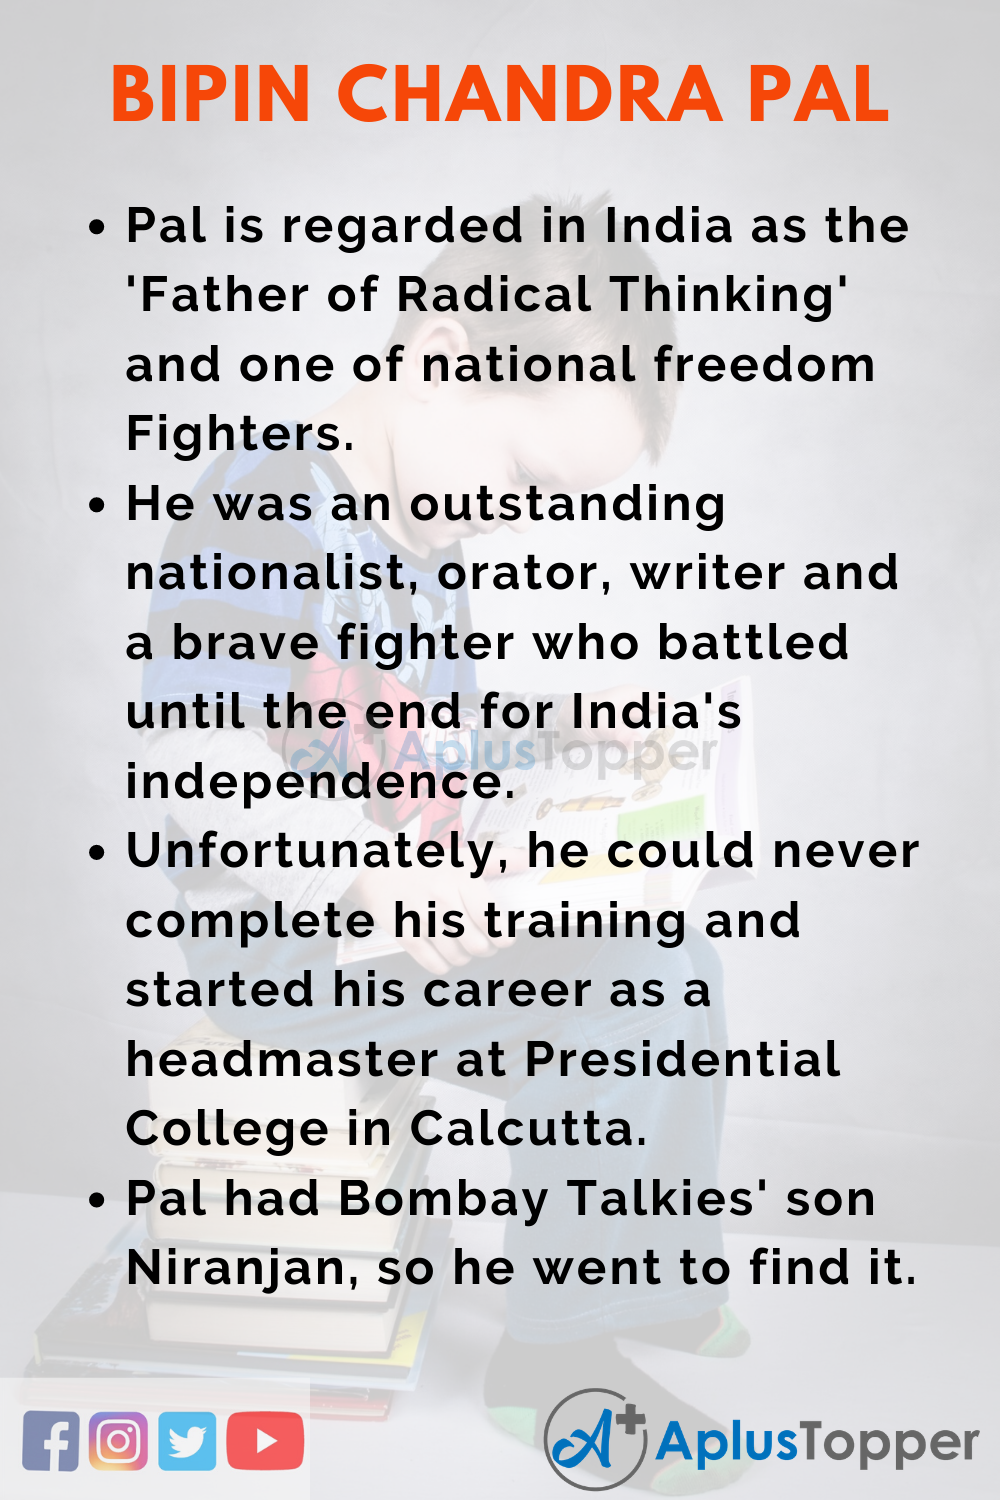 BIPIN CHANDRA PAL
• Pal is regarded in India as the
'Father of Radical Thinking'
and one of national freedom
Fighters.
• He was an outstanding
nationalist, orator, writer and
a brave fighter who battled
until the end for India's
independence.
AplusTopper
• Unfortunately, he could never
complete his training and
started his career as a
headmaster at Presidential
College in Calcutta.
• Pal had Bombay Talkies' son
Niranjan, so he went to find it.
AplusTopper